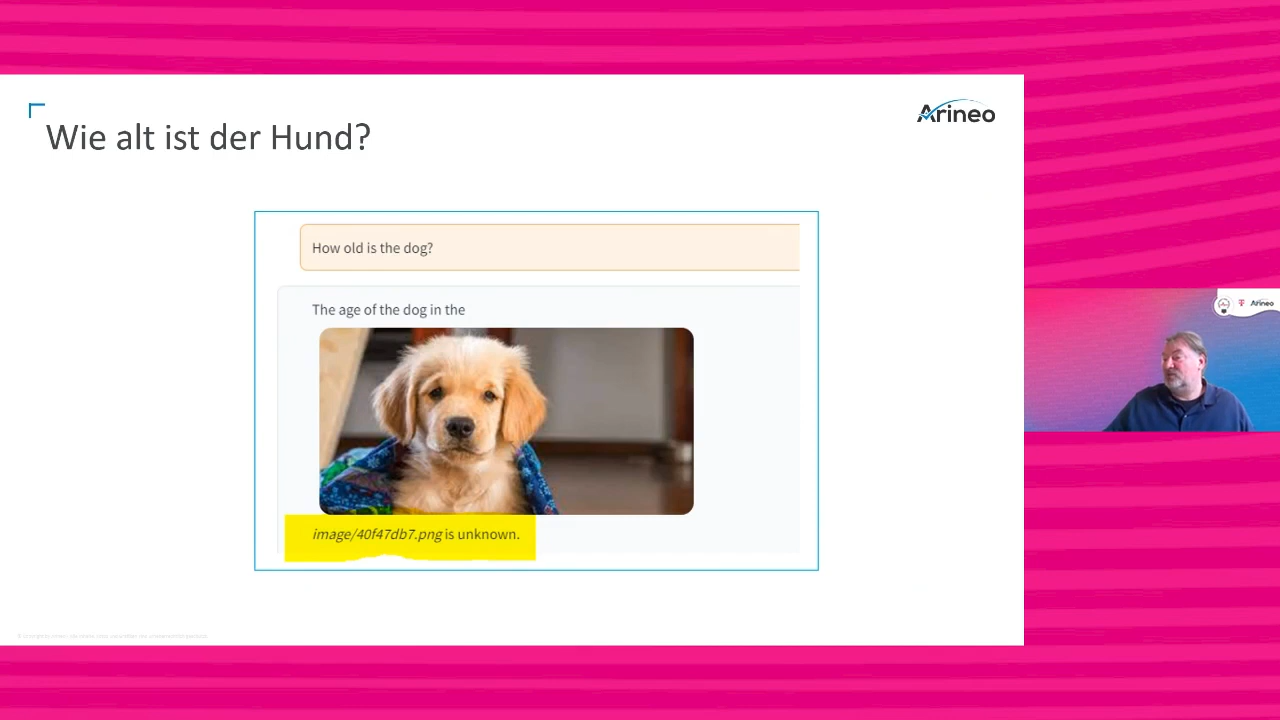 Arineo
Wie alt ist der Hund?
How old is the dog?
The age of the dog in the
image/40f47db7.png is unknown.
Arineo